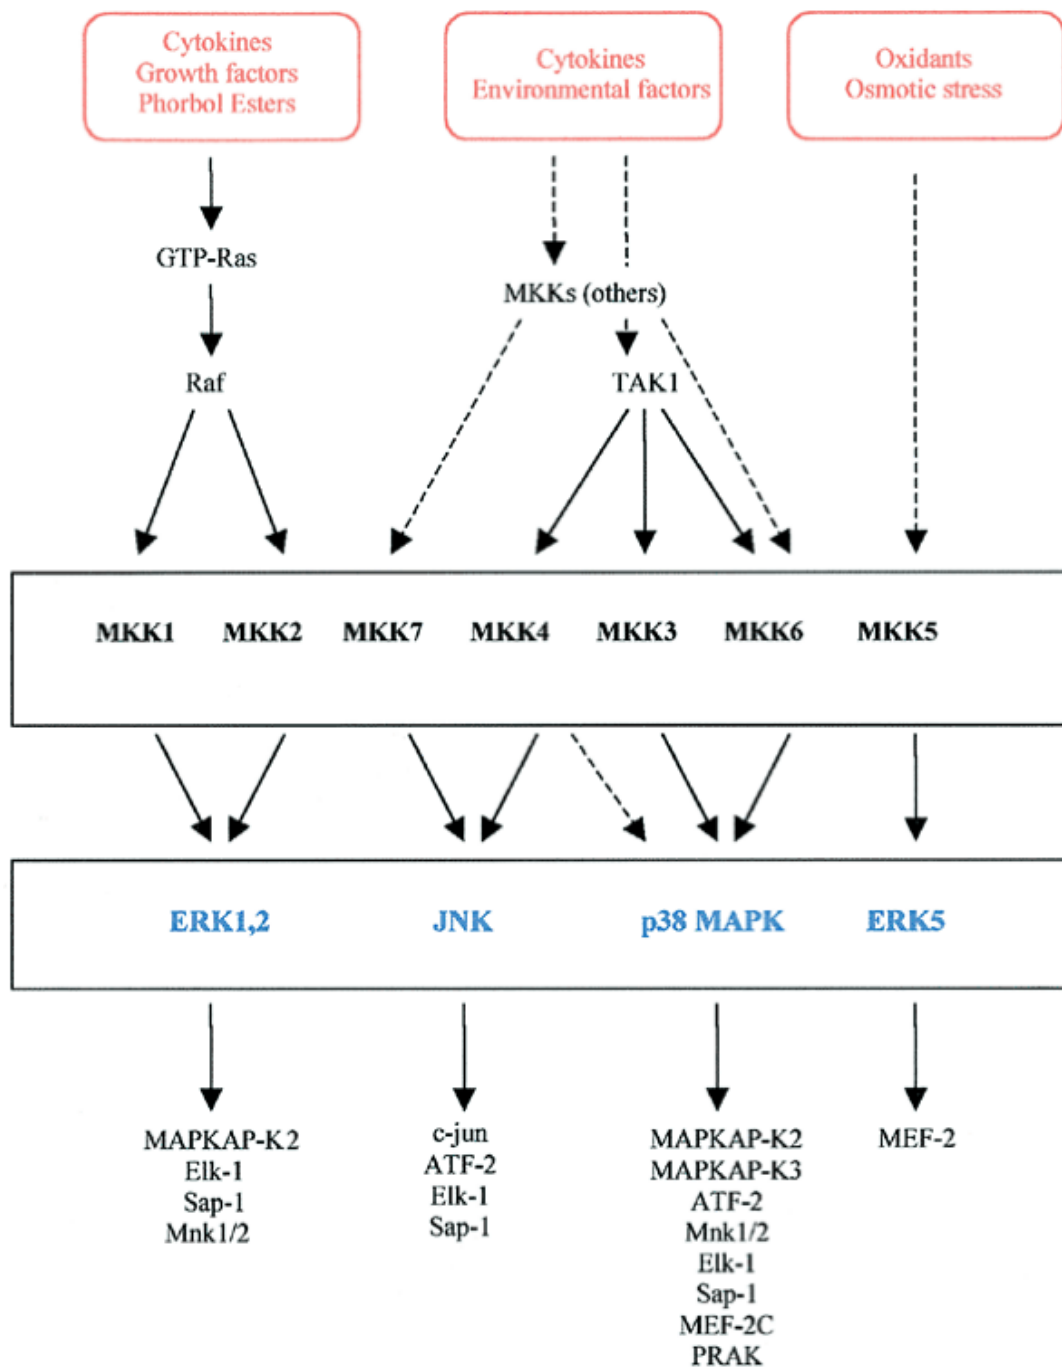 Cytokines
Growth factors
Phorbol Esters
Cytokines
Environmental factors
Oxidants
Osmotic stress
GTP-Ras
MKKs (others)
Raf
TAK1
MKK1 MKK2 MKK7 MKK4 MKK3 MKK6 MKK5
ERK1,2 JNK p38 MAPK ERK5
MAPKAP-K2
Elk-1
Sap-1
Mnk1/2
c-jun
ATF-2
Elk-1
Sap-1
MAPKAP-K2
MAPKAP-K3
ATF-2
Mnk1/2
Elk-1
Sap-1
MEF-2C
PRAK
MEF-2